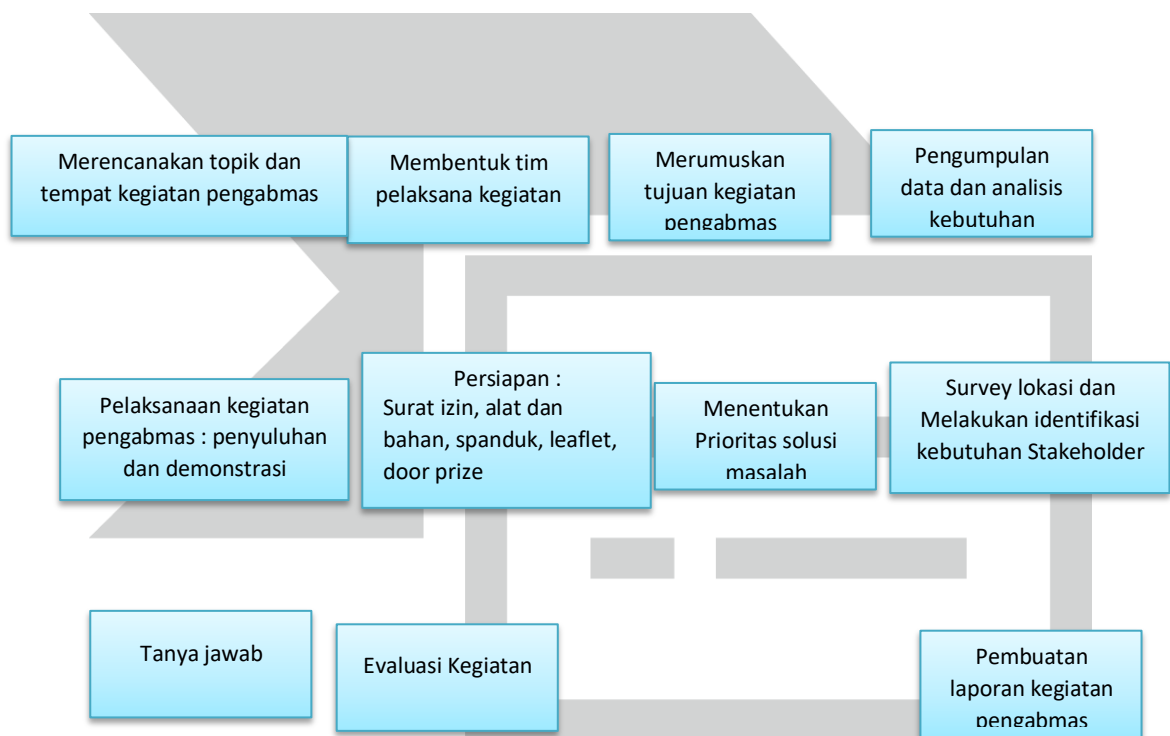 Merencanakan topik dan
tempat kegiatan pengabmas
Membentuk tim
pelaksana kegiatan
Merumuskan
tujuan kegiatan
pengabmas
Pengumpulan
data dan analisis
kebutuhan
Pelaksanaan kegiatan
pengabmas : penyuluhan
dan demonstrasi
Persiapan :
Surat izin, alat dan
bahan, spanduk, leaflet,
door prize
Menentukan
Prioritas solusi
masalah
Survey lokasi dan
Melakukan identifikasi
kebutuhan Stakeholder
Tanya jawab
Evaluasi Kegiatan
Pembuatan
laporan kegiatan
pengabmas